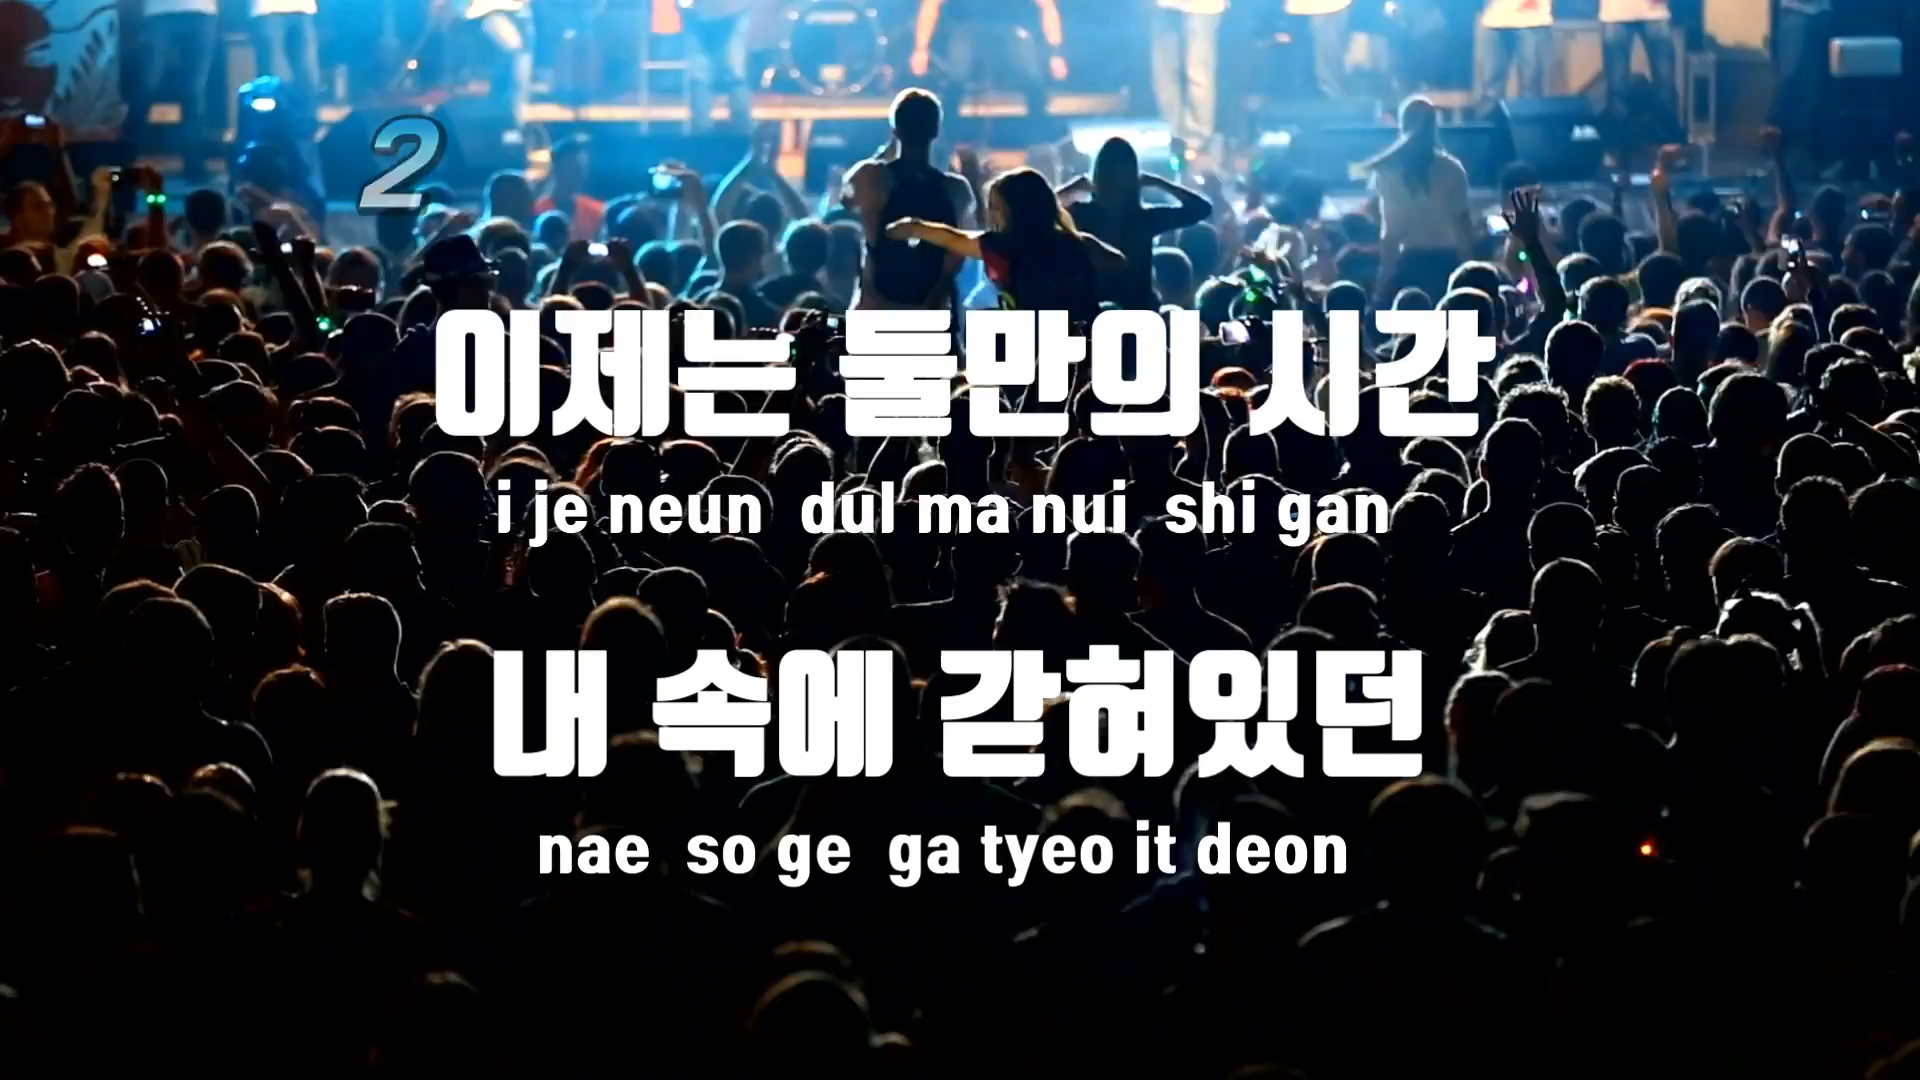 2
이제는 둘만의 시간
i je neun dul ma nui shi gan
내 속에 갇혀있던
nae so ge ga tyeo it deon